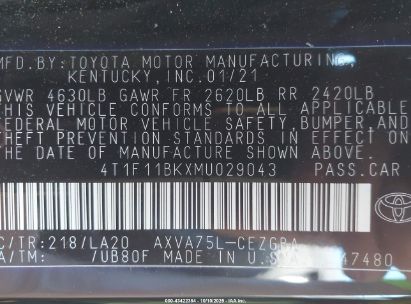 MFD. BY: TOYOTA MOTOR MANUFACTURING,
KENTUCKY, INC. 01/21
GVWR 4630LB GAWR FR 2620LB RR 2420LB
THIS VEHICLE CONFORMS TO ALL APPLICABLE
FEDERAL MOTOR VEHICLE SAFETY, BUMPER AND
THEFT PREVENTION STANDARDS IN EFFECT ON
THE DATE OF MANUFACTURE SHOWN ABOVE.
4T1F11BKXMU029043 PASS.CAR
C/TR:218/LA20 AXVA75L-CEZGBA
A/TM: /UB80F MADE IN U.S.A. 47480